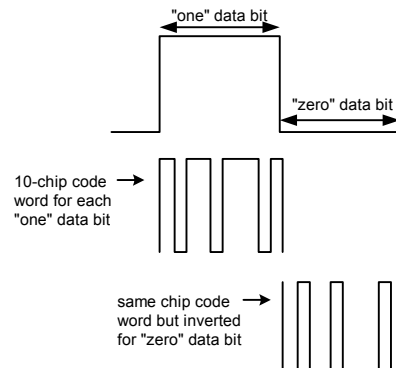 "one" data bit
"zero" data bit
10-chip code
word for each
"one" data bit
same chip code
word but inverted
for "zero" data bit